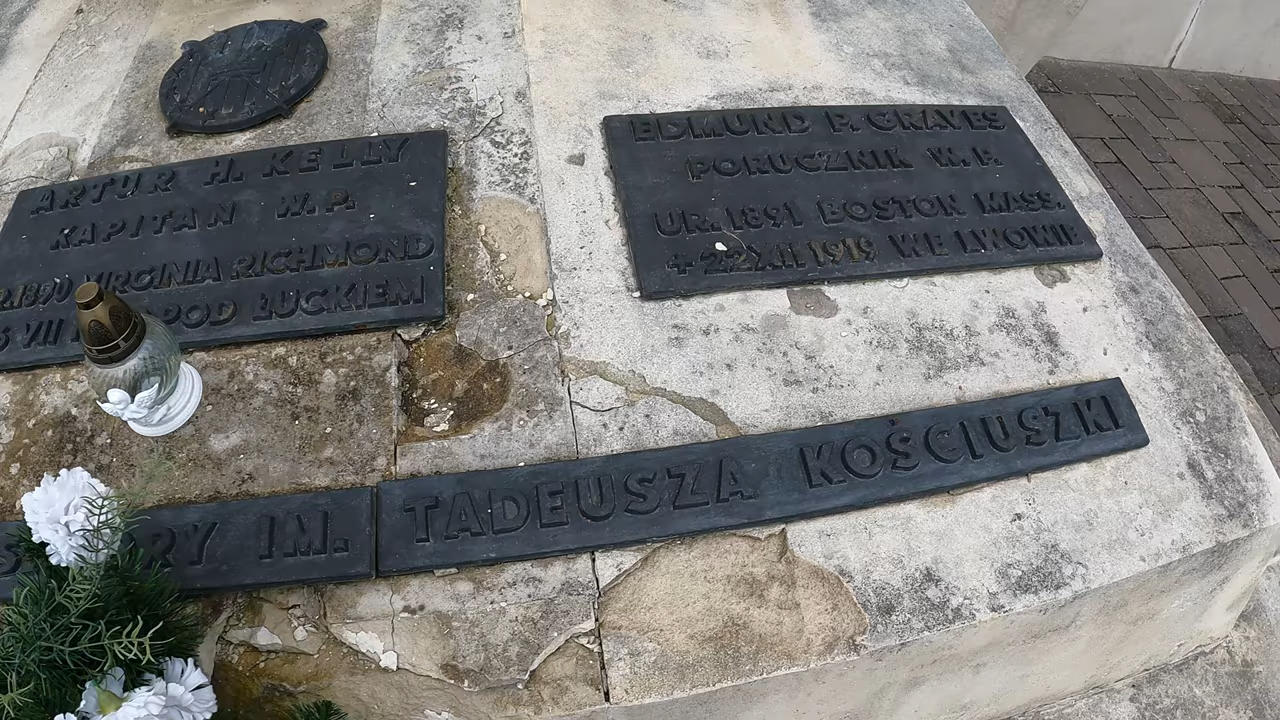 ARTUR H. KELLY
KAPITAN W.P.
1890 VIRGINIA RICHMOND
VII POD ŁUCKIEM
EDMUND P. GRAVES
PORUCZNIK W.P.
UR. 1891 BOSTON MASS.
+ 22 XII 1919 WE LWOWIE
IM. TADEUSZA KOŚCIUSZKI